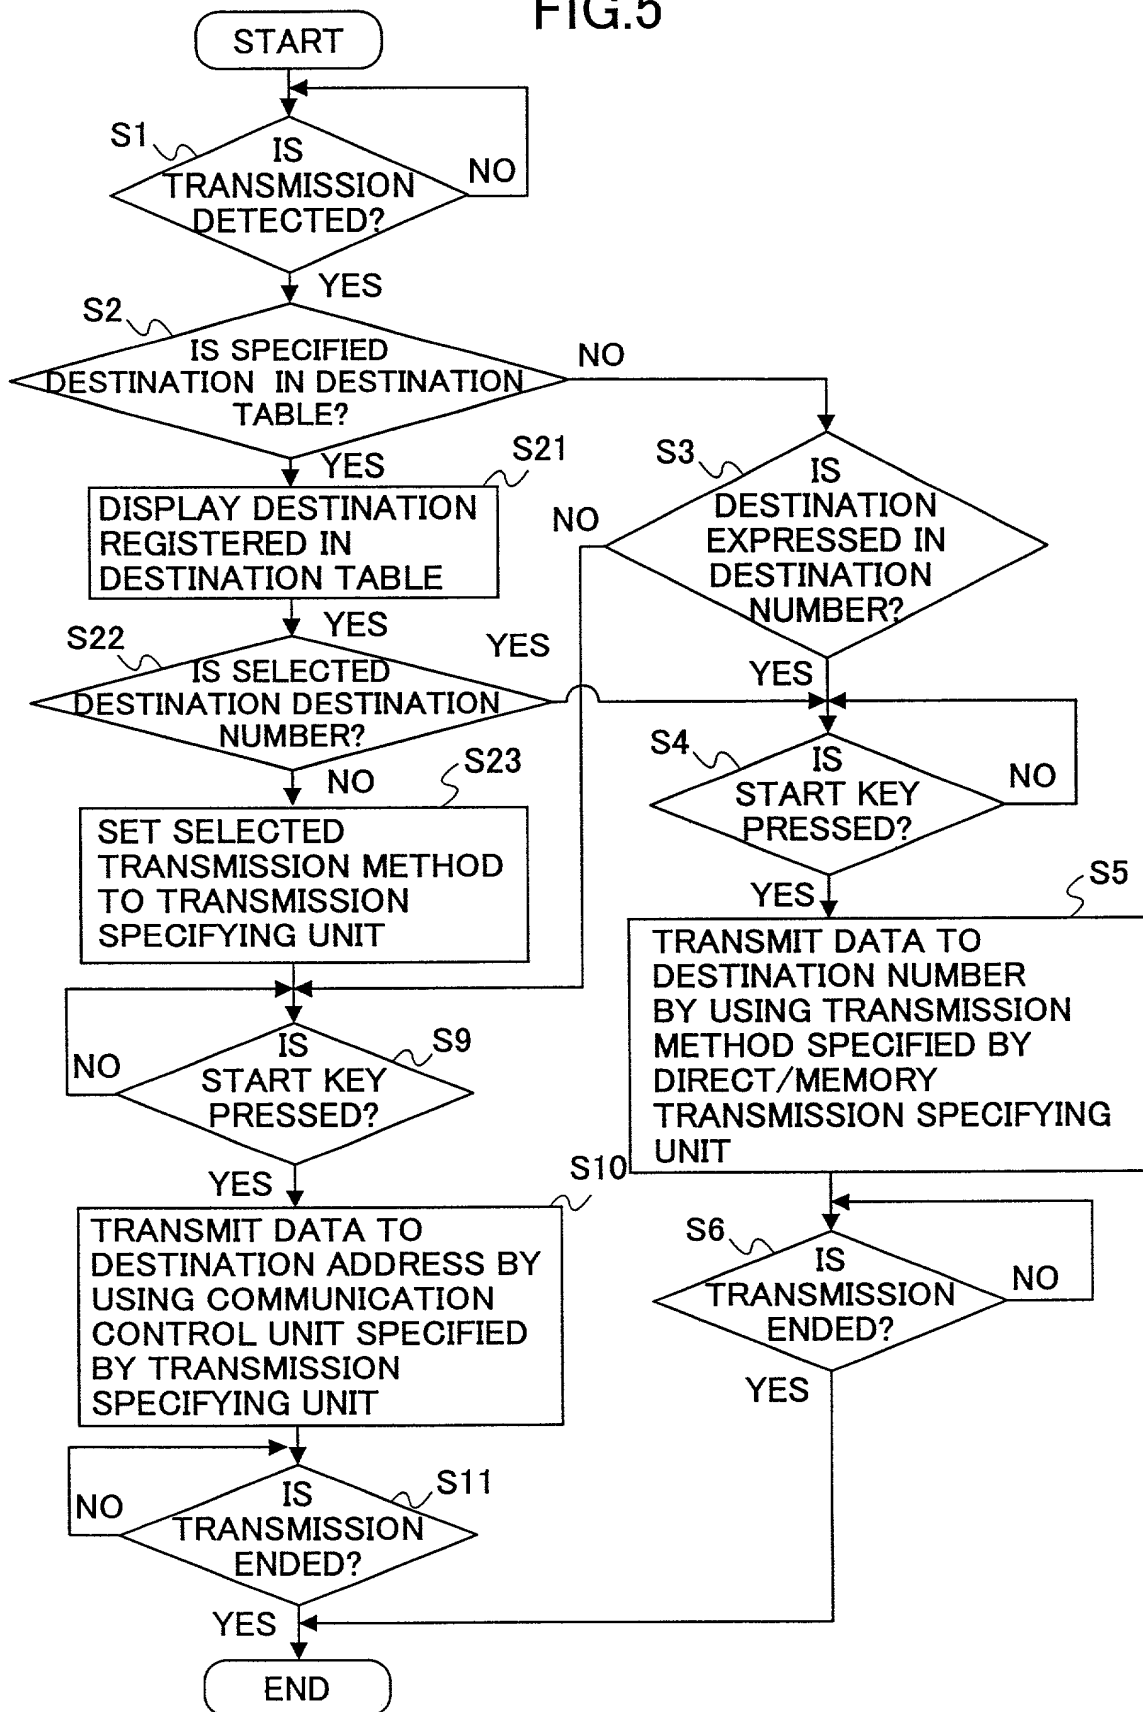 FIG.5
START
S1
IS
TRANSMISSION
DETECTED?
NO
YES
S2
IS SPECIFIED
DESTINATION IN DESTINATION
TABLE?
NO
YES
S21
DISPLAY DESTINATION
REGISTERED IN
DESTINATION TABLE
S3
IS
DESTINATION
EXPRESSED IN
DESTINATION
NUMBER?
NO
YES
YES
S22
IS SELECTED
DESTINATION DESTINATION
NUMBER?
YES
NO
S23
SET SELECTED
TRANSMISSION METHOD
TO TRANSMISSION
SPECIFYING UNIT
S4
IS
START KEY
PRESSED?
NO
YES
S5
TRANSMIT DATA TO
DESTINATION NUMBER
BY USING TRANSMISSION
METHOD SPECIFIED BY
DIRECT/MEMORY
TRANSMISSION SPECIFYING
UNIT
S9
IS
START KEY
PRESSED?
NO
YES
S10
TRANSMIT DATA TO
DESTINATION ADDRESS BY
USING COMMUNICATION
CONTROL UNIT SPECIFIED
BY TRANSMISSION
SPECIFYING UNIT
S6
IS
TRANSMISSION
ENDED?
NO
YES
S11
IS
TRANSMISSION
ENDED?
NO
YES
END